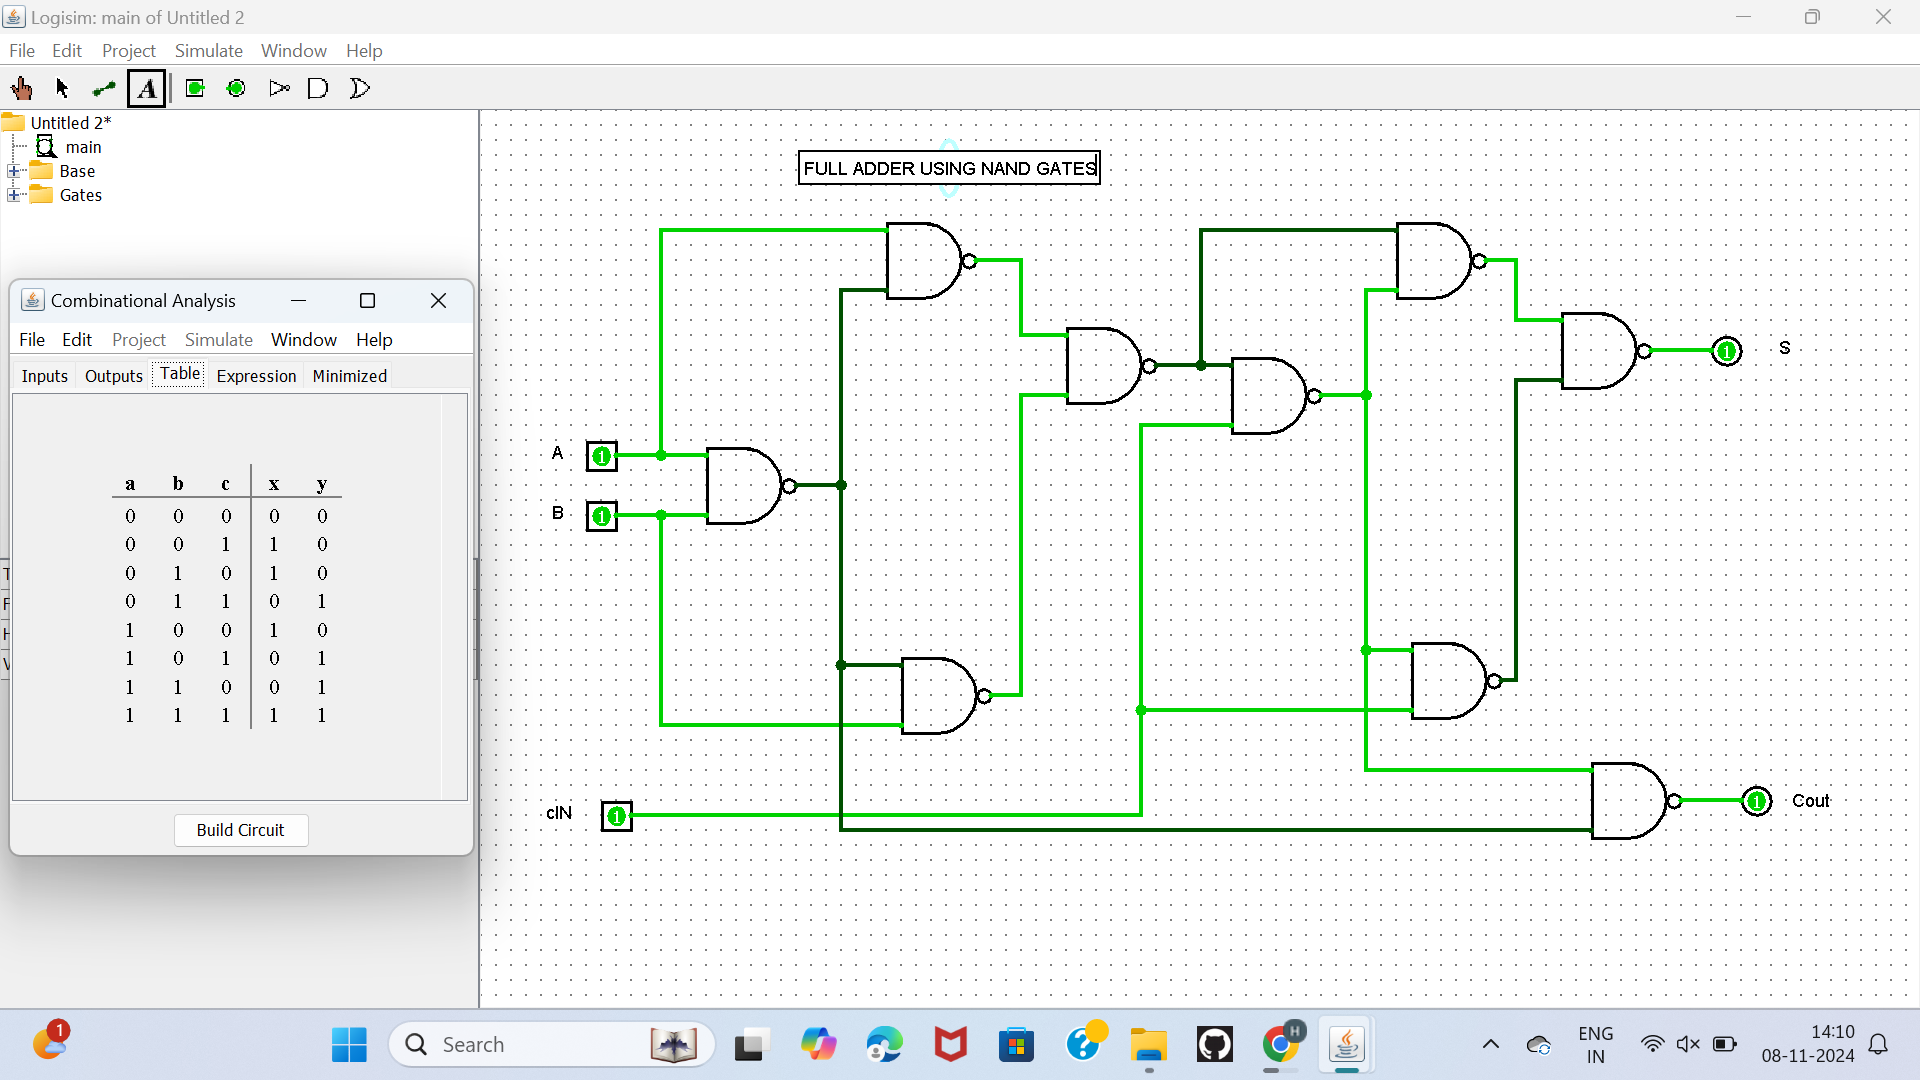 Logisim: main of Untitled 2
File Edit Project Simulate Window Help
A
Untitled 2*
main
Base
Gates
FULL ADDER USING NAND GATES
Combinational Analysis
File Edit Project Simulate Window Help
Inputs Outputs Table Expression Minimized
a b c x y
0 0 0 0 0
0 0 1 1 0
0 1 0 1 0
0 1 1 0 1
1 0 0 1 0
1 0 1 0 1
1 1 0 0 1
1 1 1 1 1
Build Circuit
A 1
B 1
cIN 1
1 S
1 Cout
1
Search
H
ENG
IN
14:10
08-11-2024